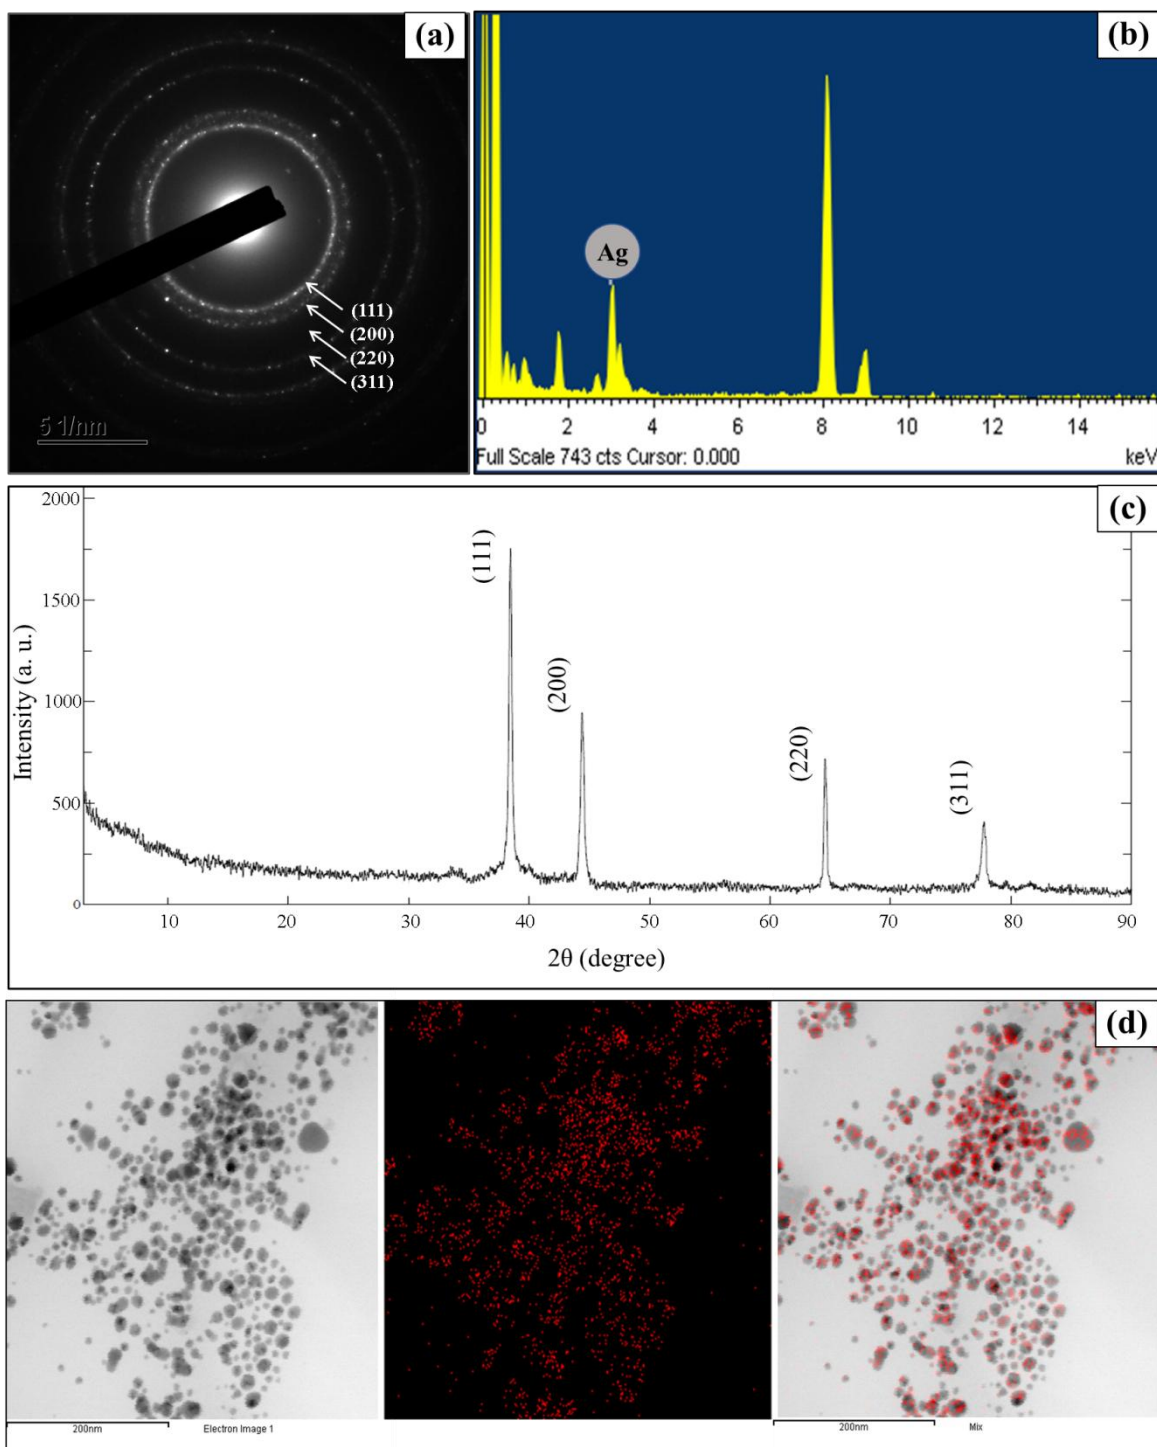 (a)
(111)
(200)
(220)
(311)
5 1/nm
(b)
Ag
0 2 4 6 8 10 12 14
Full Scale 743 cts Cursor: 0.000 keV
(c)
2000
1500
1000
500
0
Intensity (a. u.)
(111)
(200)
(220)
(311)
10 20 30 40 50 60 70 80 90
2θ (degree)
(d)
200nm Electron Image 1
200nm Mix